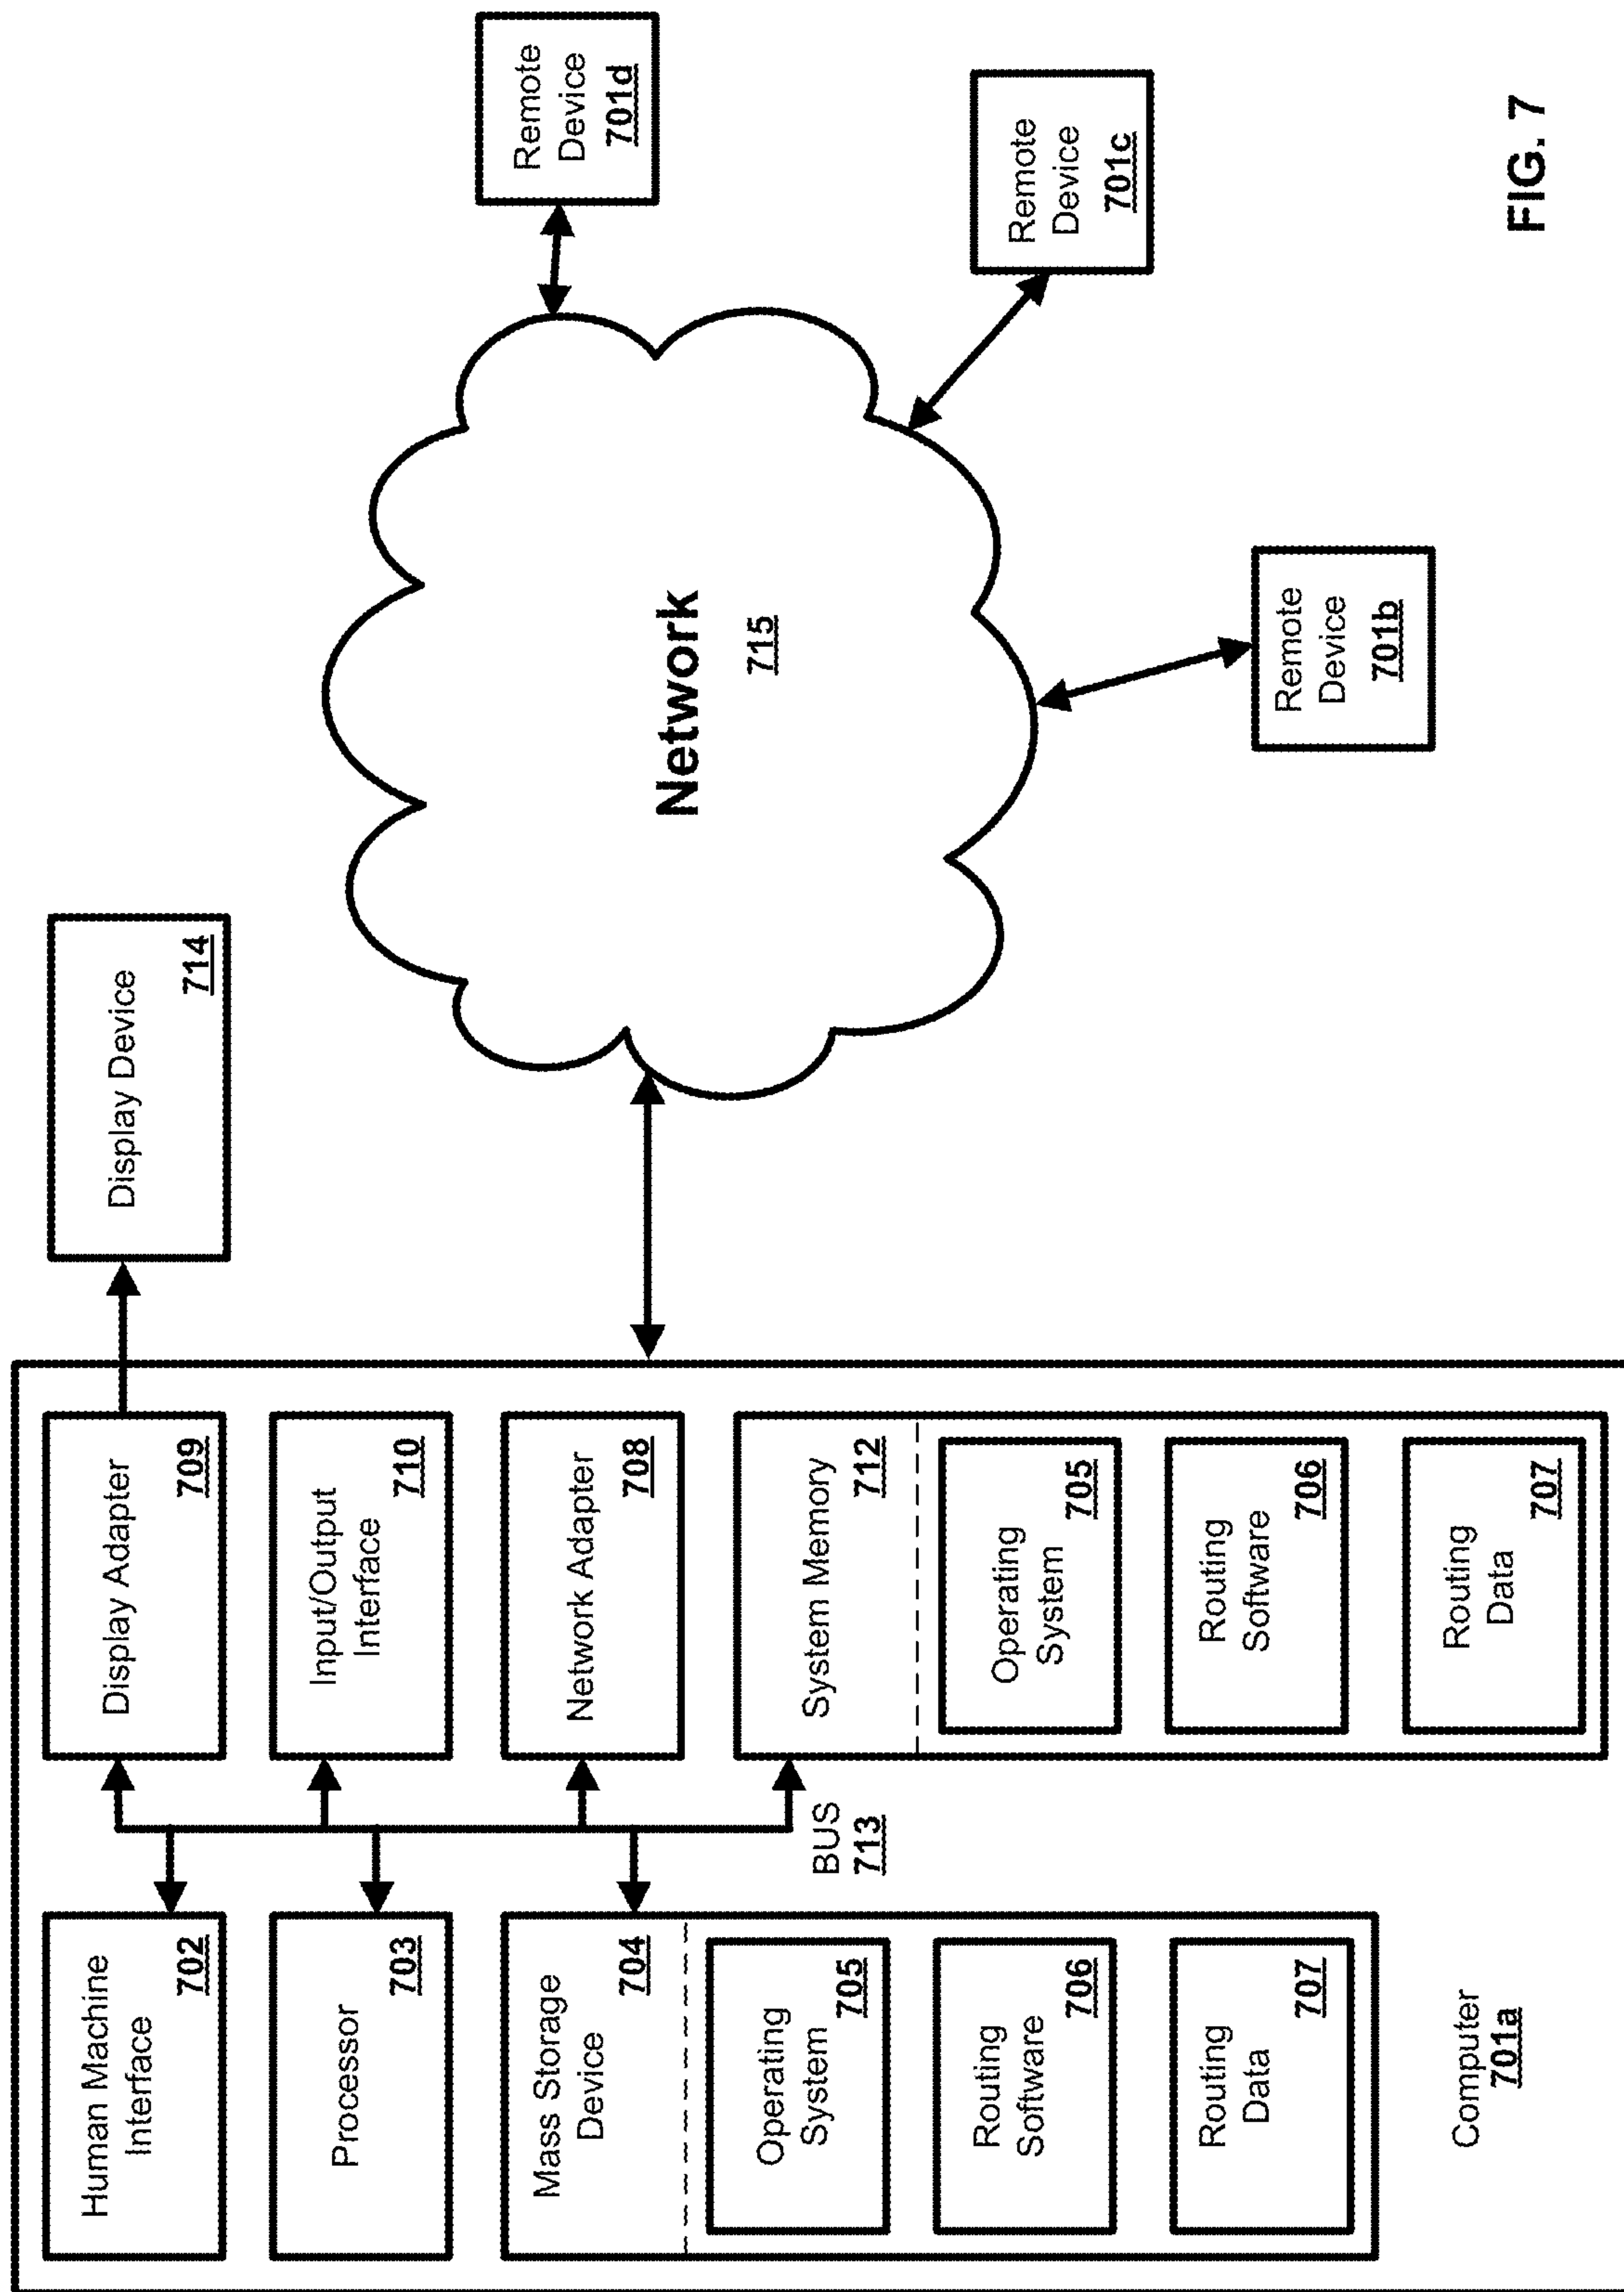 Human Machine
Interface
702
Processor
703
Mass Storage
Device
704
Operating
System
705
Routing
Software
706
Routing
Data
707
Computer
701a
BUS
713
Display Adapter
709
Input/Output
Interface
710
Network Adapter
708
System Memory
712
Operating
System
705
Routing
Software
706
Routing
Data
707
Display Device
714
Network
715
Remote
Device
701b
Remote
Device
701c
Remote
Device
701d
FIG. 7